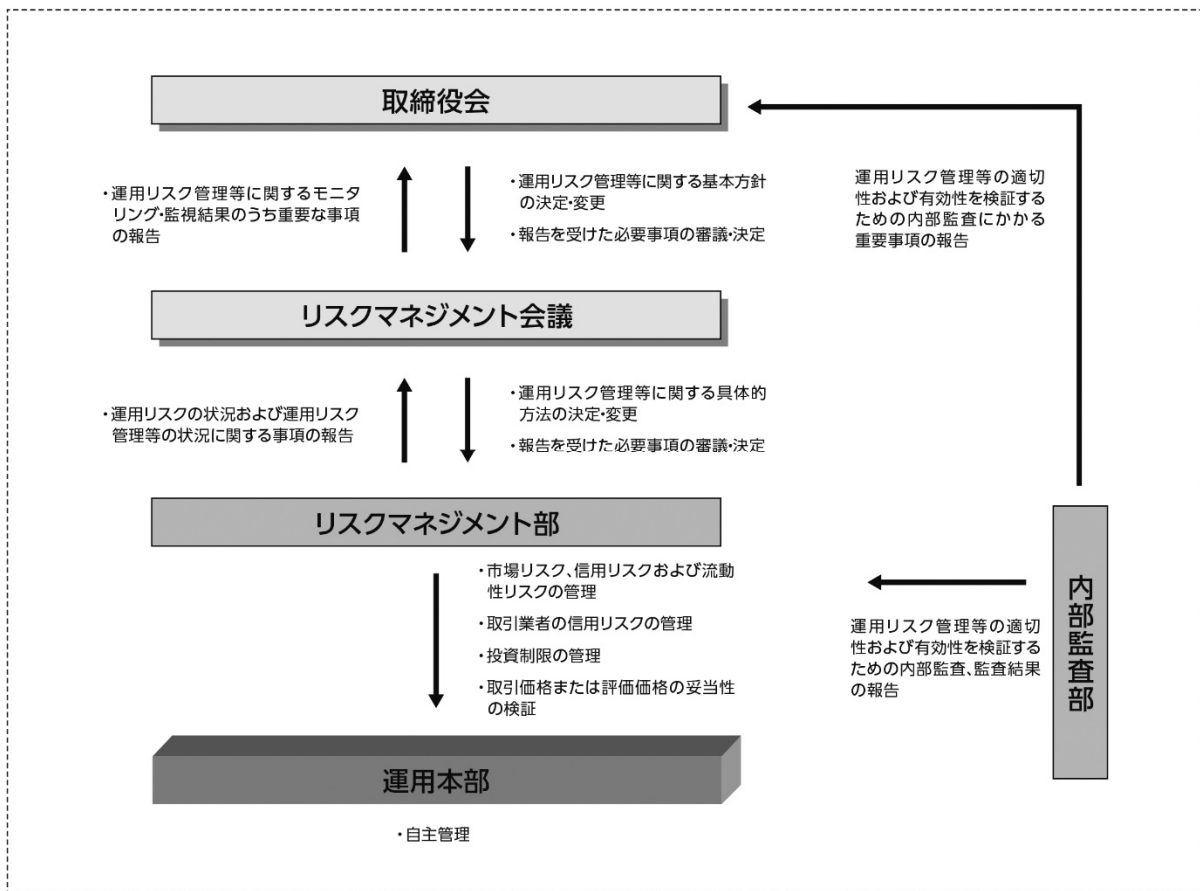 取締役会
・運用リスク管理等に関するモニタ
リング・監視結果のうち重要な事項
の報告
・運用リスク管理等に関する基本方針
の決定・変更
・報告を受けた必要事項の審議・決定
運用リスク管理等の適切
性および有効性を検証する
ための内部監査にかかる
重要事項の報告
リスクマネジメント会議
・運用リスクの状況および運用リスク
管理等の状況に関する事項の報告
・運用リスク管理等に関する具体的
方法の決定・変更
・報告を受けた必要事項の審議・決定
リスクマネジメント部
・市場リスク、信用リスクおよび流動
性リスクの管理
・取引業者の信用リスクの管理
・投資制限の管理
・取引価格または評価価格の妥当性
の検証
運用リスク管理等の適切
性および有効性を検証する
ための内部監査、監査結果
の報告
内部監査部
運用本部
・自主管理